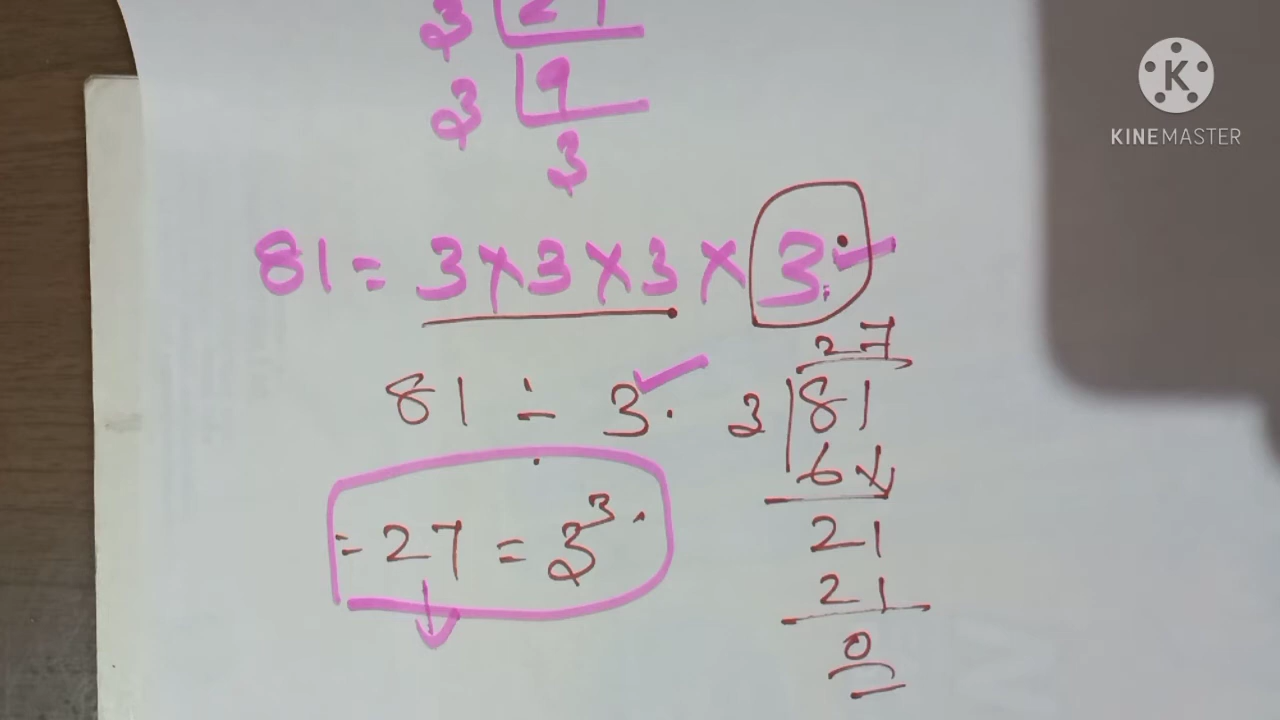 3 27
3 9
3
81 = 3 × 3 × 3 × 3
27
81 ÷ 3. 3 81
6
= 27 = 3³.
21
21
0
KINEMASTER